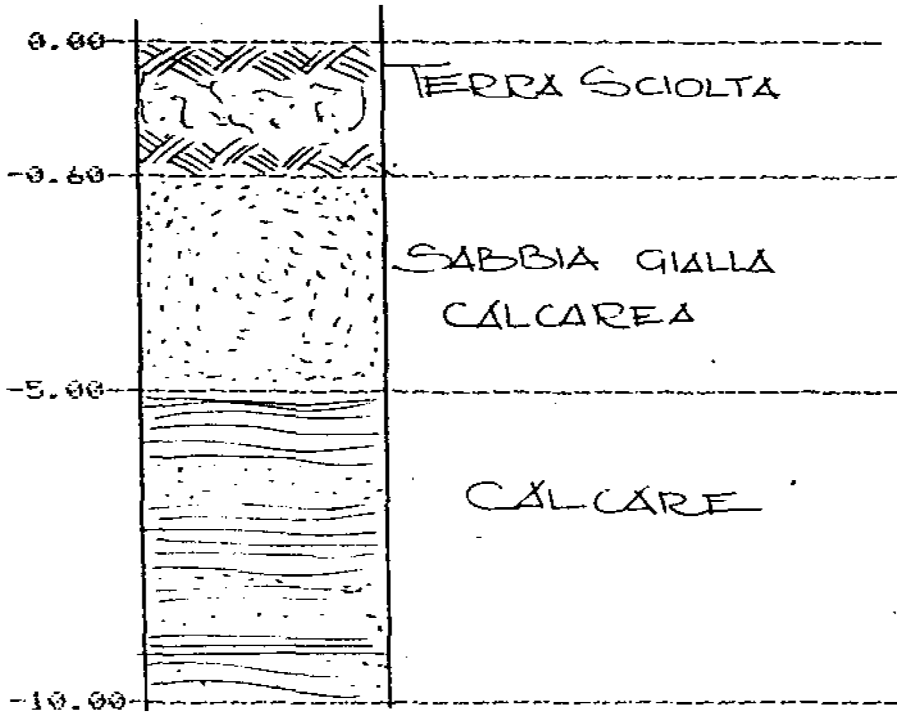 0.00
TERRA SCIOLTA
-0.60
SABBIA GIALLA
CALCAREA
-5.00
CALCARE
-10.00